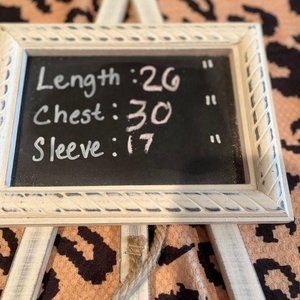 Length: 26 "
Chest: 30 "
Sleeve: 17 "